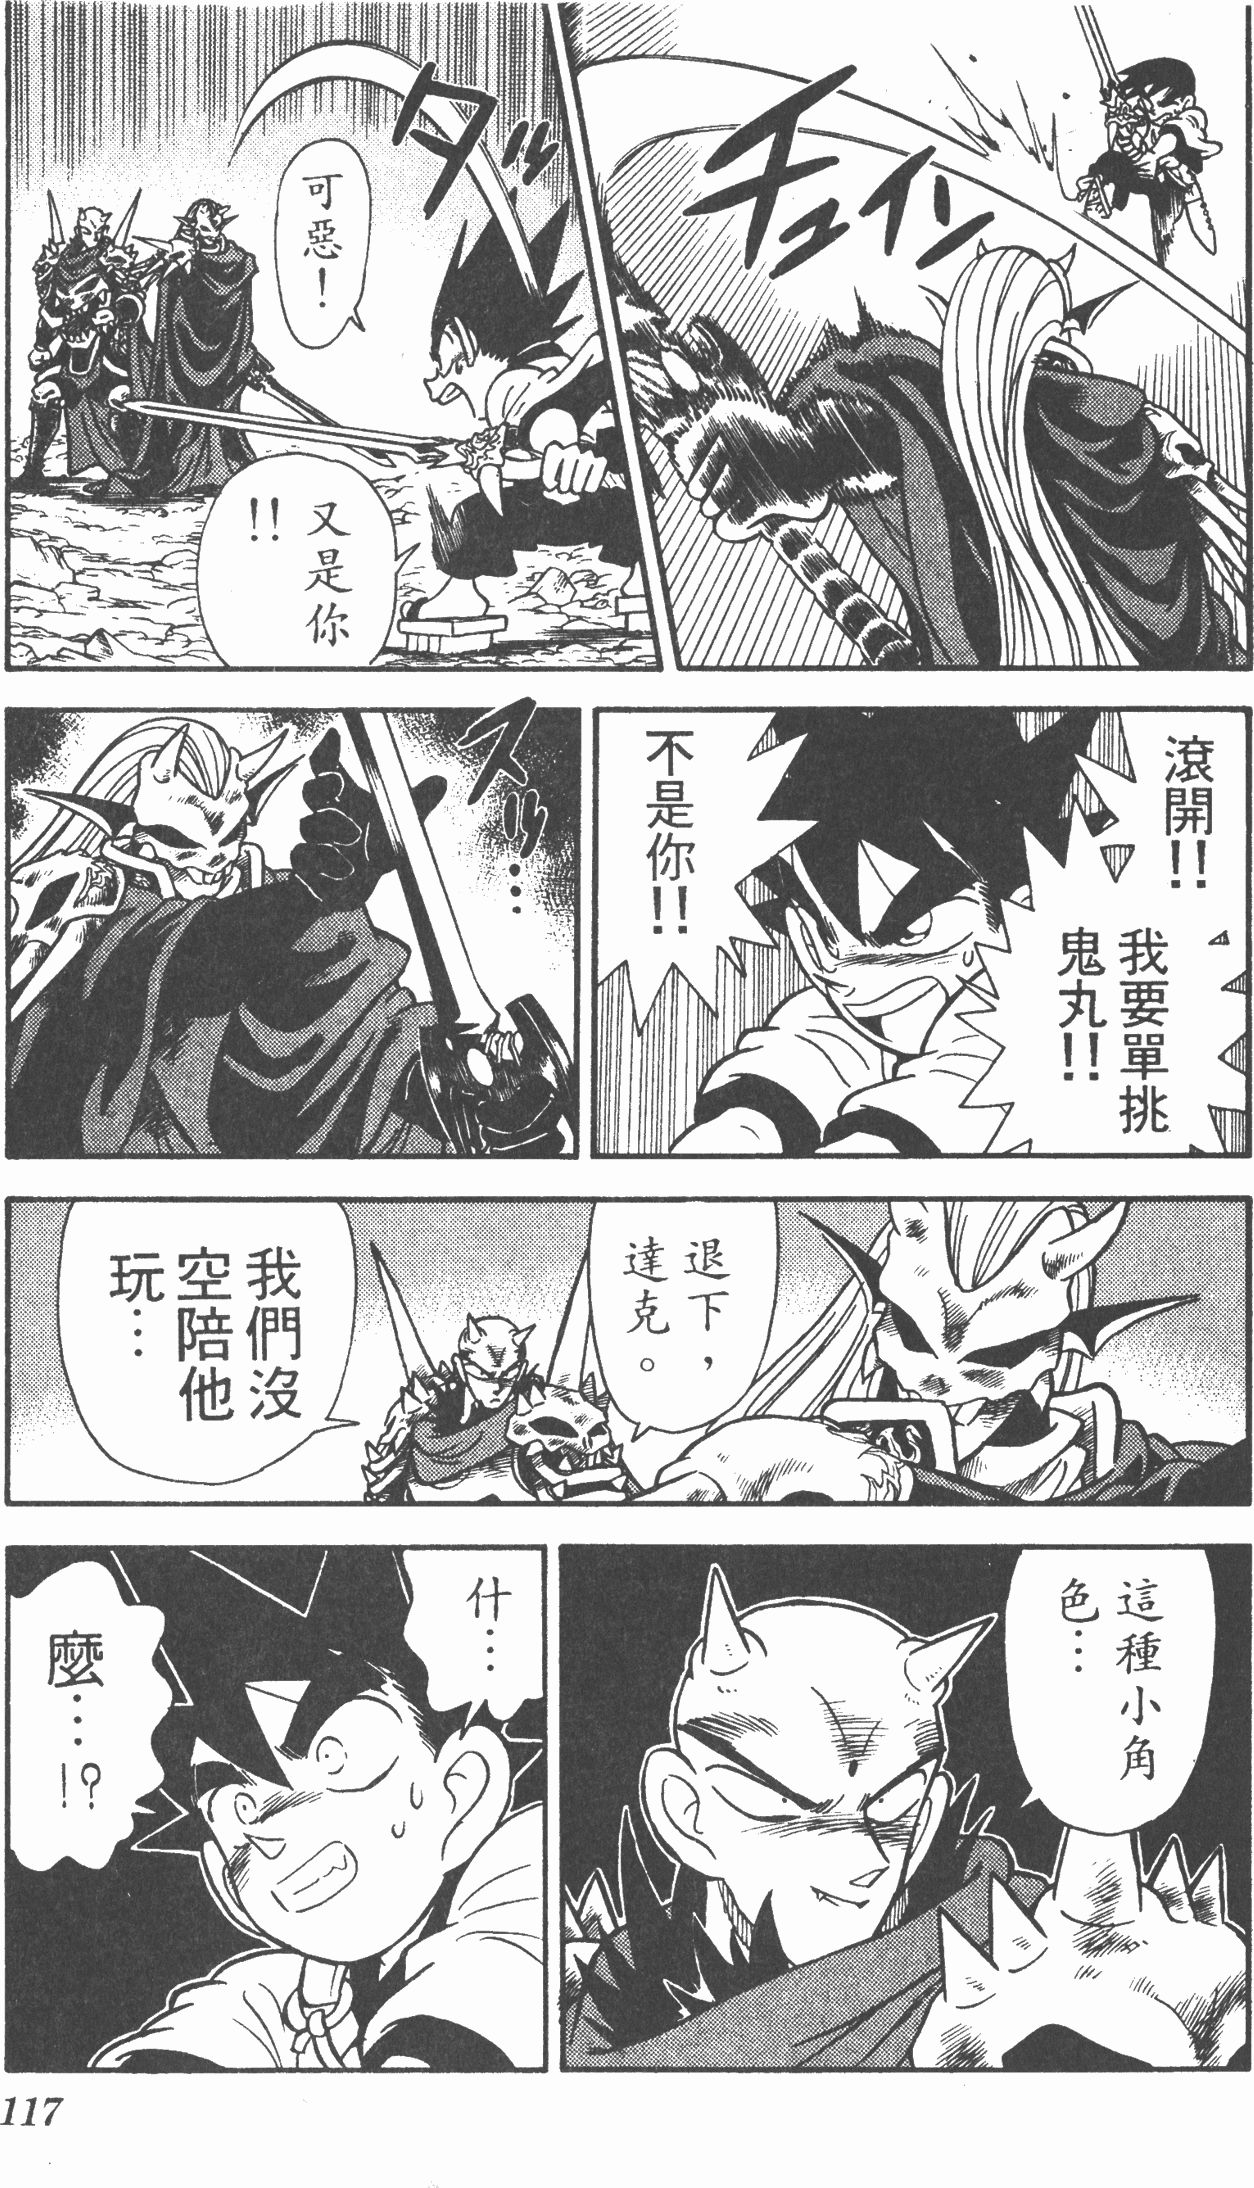 チュイン
タッ
可惡！
又是你
!!
滾開!!
我要單挑
鬼丸!!
不是你!!
スッ…
退下，
達克。
我們沒
空陪他
玩…
這種小角
色…
什…
麼…!?
117